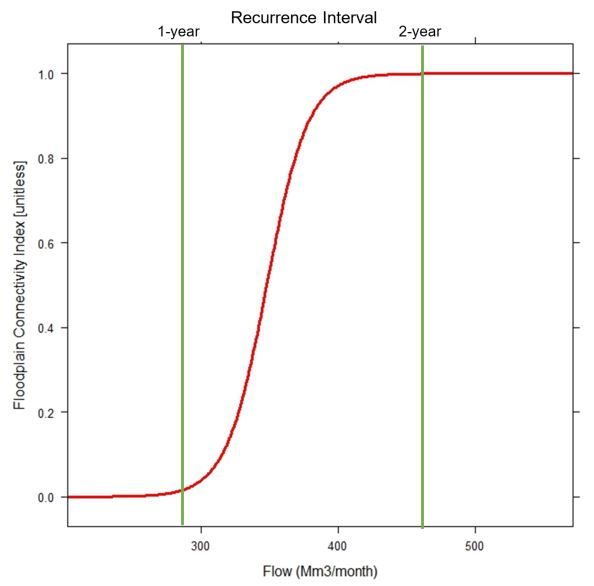 Recurrence Interval
1-year 2-year
1.0
0.8
0.6
0.4
0.2
0.0
Floodplain Connectivity Index [unitless]
300 400 500
Flow (Mm3/month)